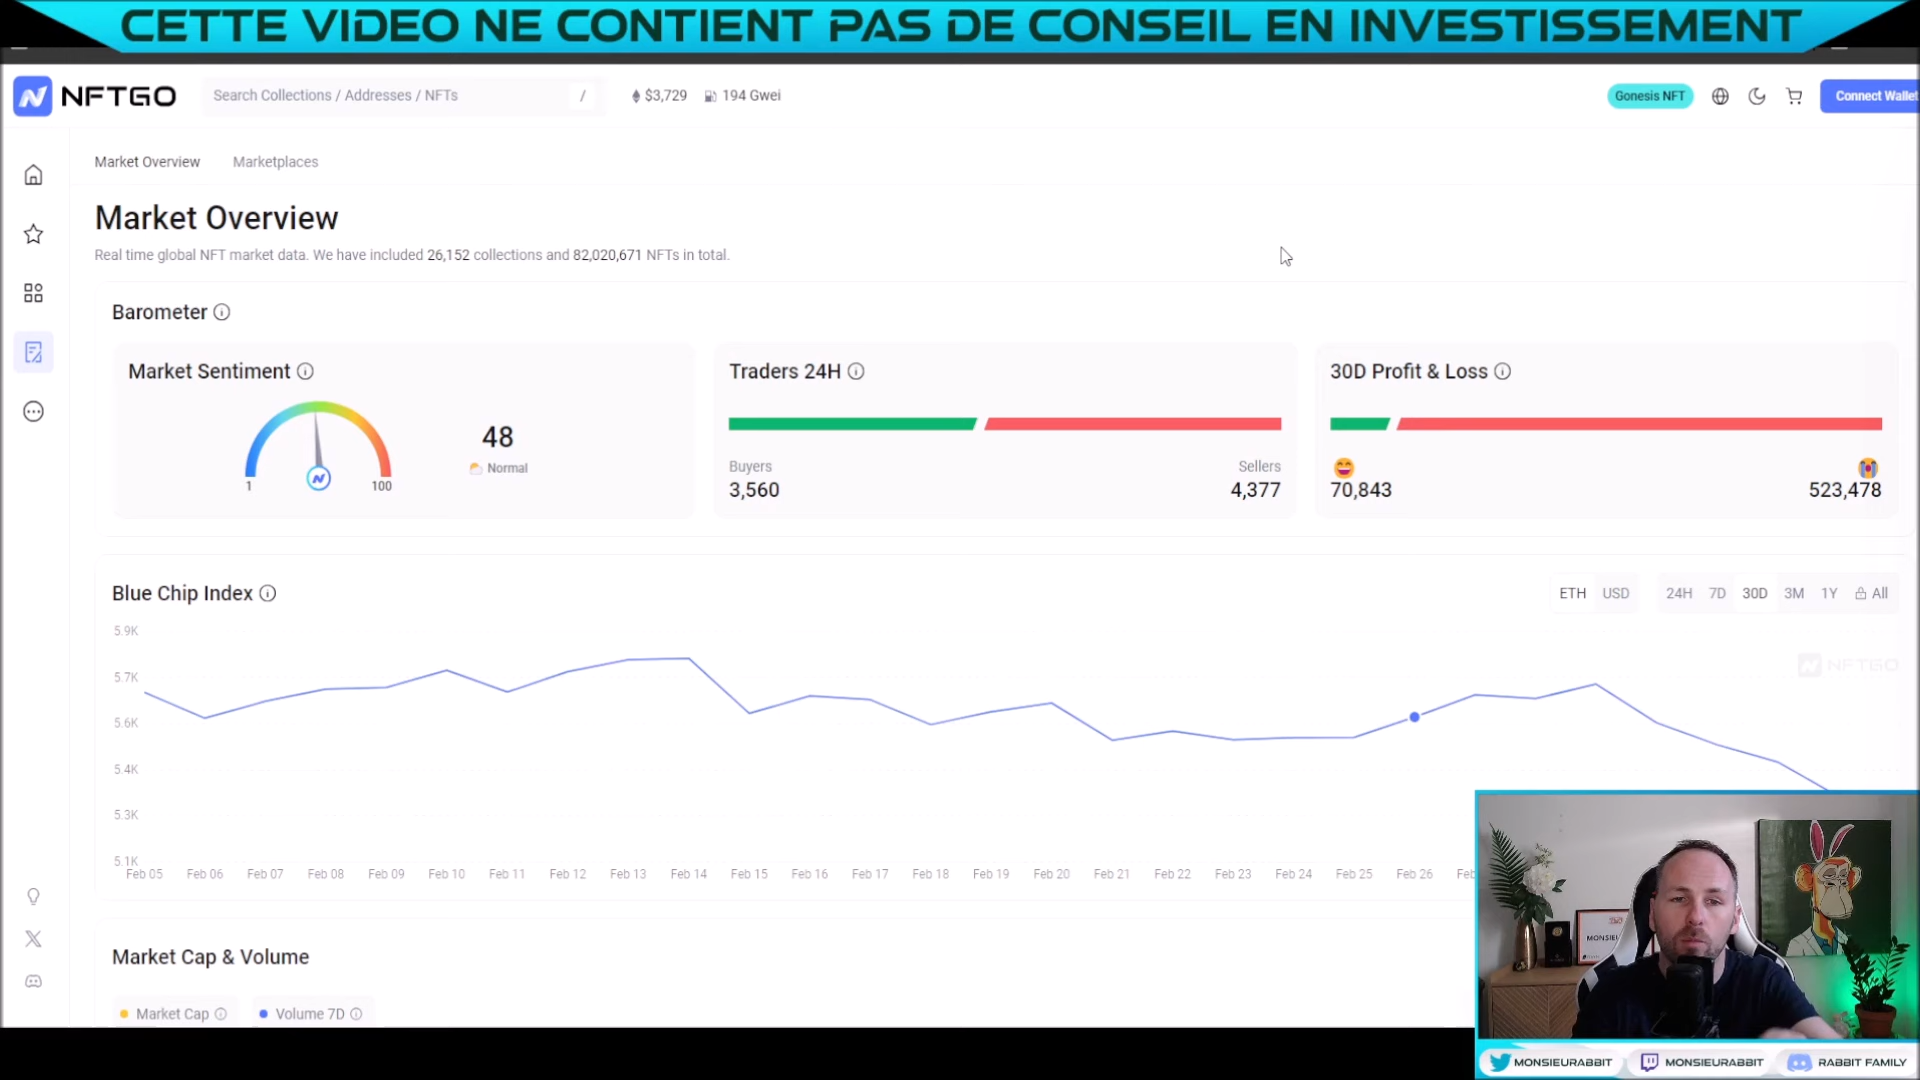 CETTE VIDEO NE CONTIENT PAS DE CONSEIL EN INVESTISSEMENT
NFTGO
Search Collections / Addresses / NFTs
/
$3,729
194 Gwei
Gonesis NFT
Connect Wallet
Market Overview
Marketplaces
Market Overview
Real time global NFT market data. We have included 26,152 collections and 82,020,671 NFTs in total.
Barometer
Market Sentiment
1
100
48
Normal
Traders 24H
Buyers
3,560
Sellers
4,377
30D Profit & Loss
70,843
523,478
Blue Chip Index
ETH USD
24H 7D 30D 3M 1Y All
5.9K
5.7K
5.6K
5.4K
5.3K
5.1K
NFTGO
Feb 05 Feb 06 Feb 07 Feb 08 Feb 09 Feb 10 Feb 11 Feb 12 Feb 13 Feb 14 Feb 15 Feb 16 Feb 17 Feb 18 Feb 19 Feb 20 Feb 21 Feb 22 Feb 23 Feb 24 Feb 25 Feb 26
Market Cap & Volume
Market Cap
Volume 7D
MONSIEURABBIT
MONSIEURABBIT
RABBIT FAMILY